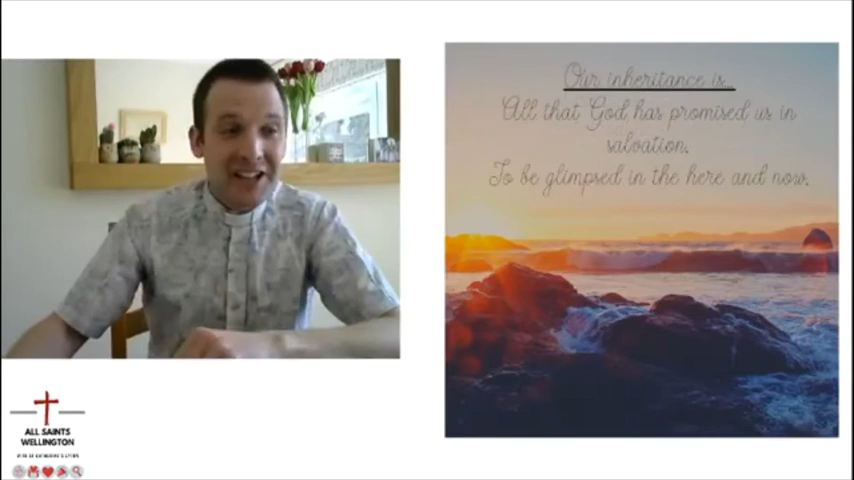 Our inheritance is...
All that God has promised us in
salvation.
To be glimpsed in the here and now.
ALL SAINTS
WELLINGTON